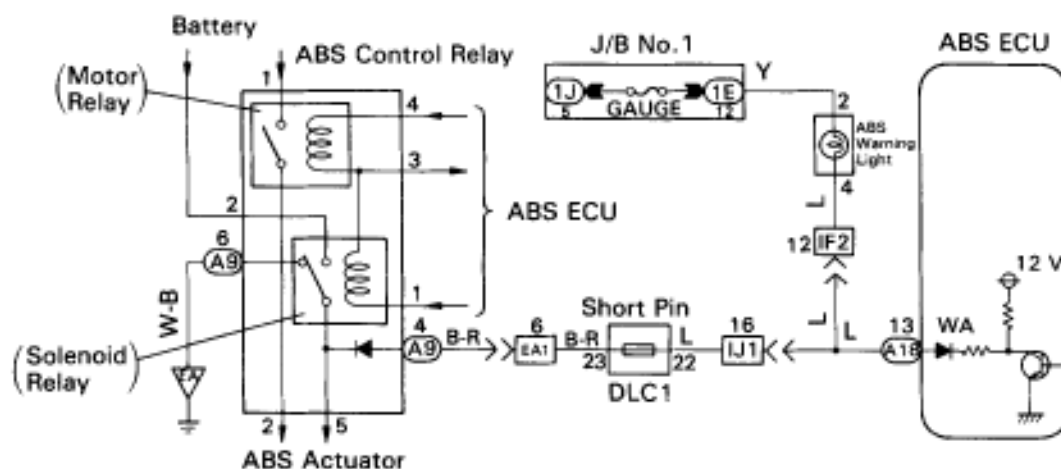 Battery
ABS Control Relay
J/B No.1
ABS ECU
(Motor Relay)
1
4
3
2
6
A9
W-B
(Solenoid Relay)
ABS ECU
1
4
A9
B-R
6
EA1
B-R
23
Short Pin
DLC1
L
22
16
IJ1
1J
5
GAUGE
1E
12
Y
2
ABS Warning Light
4
L
12
IF2
L
L
13
A16
WA
12 V
2
5
ABS Actuator